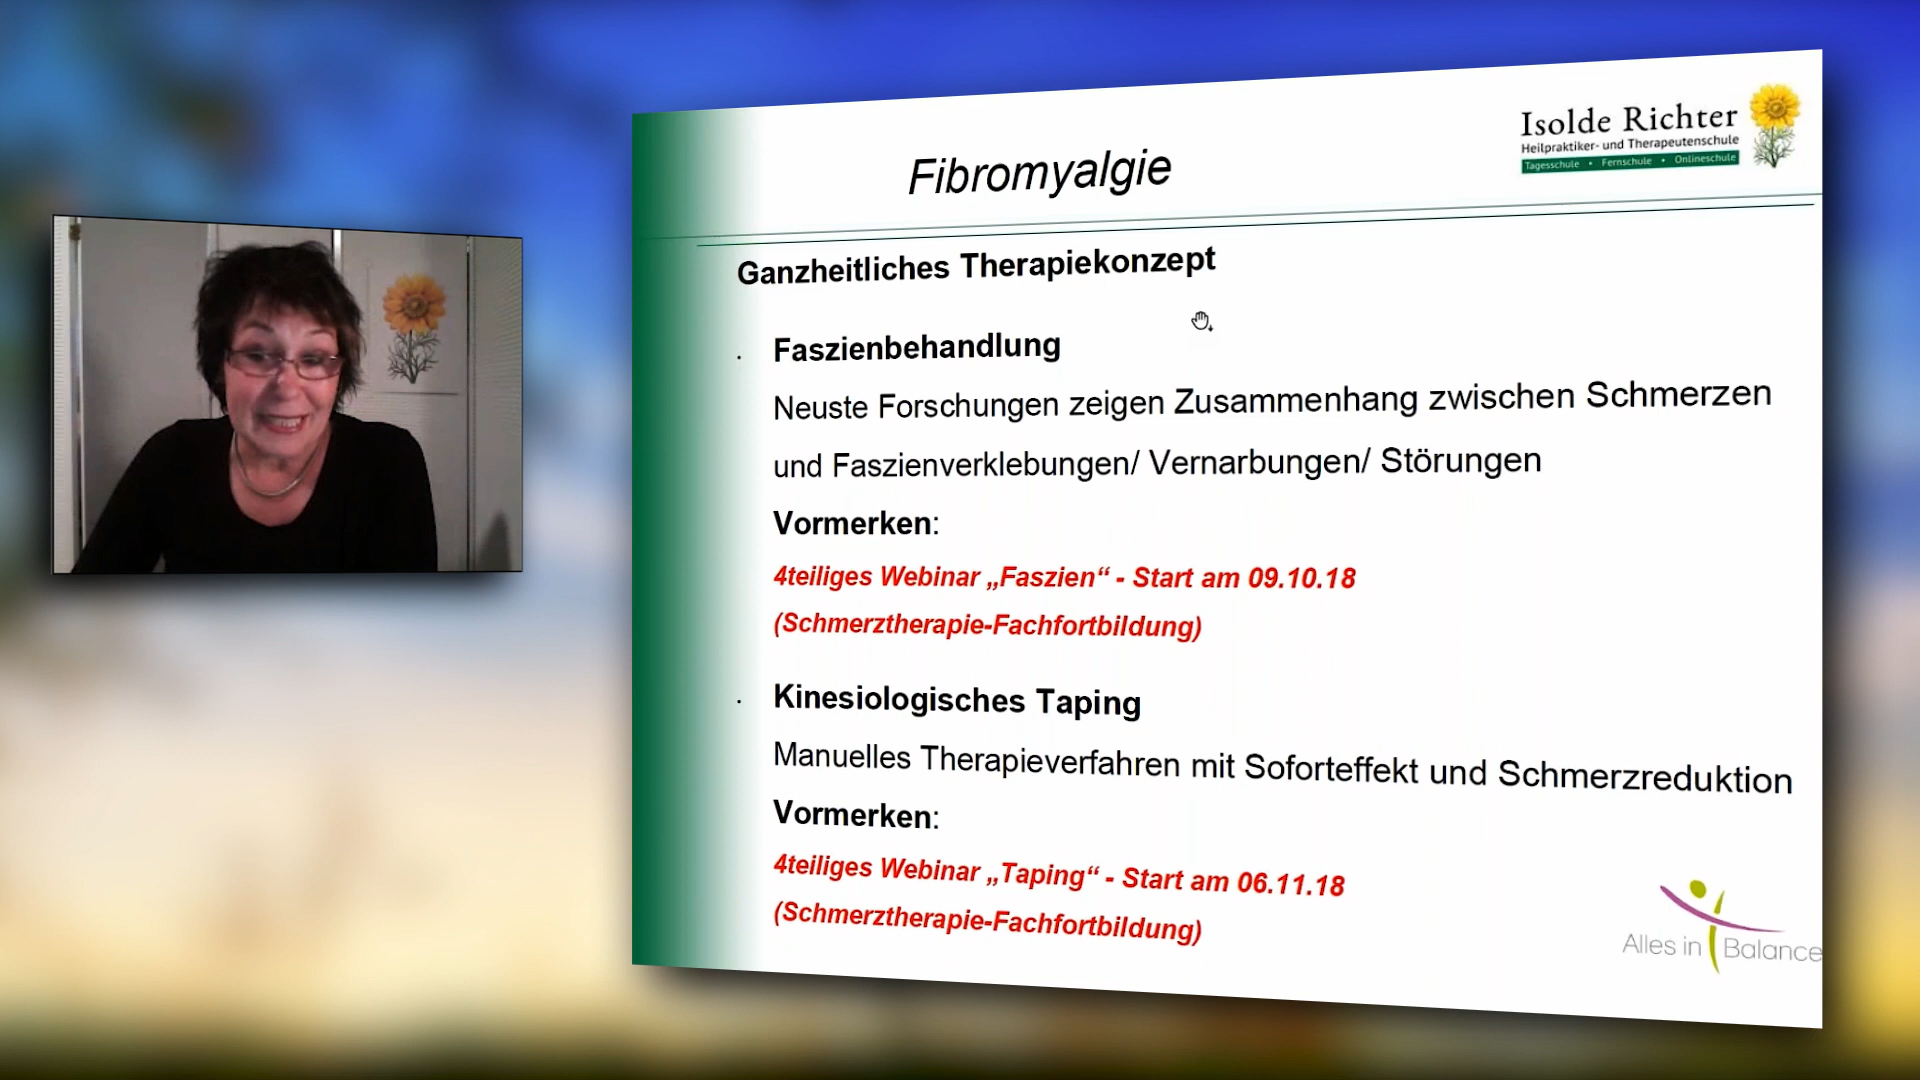 Isolde Richter
Heilpraktiker- und Therapeutenschule
Tagesschule • Fernschule • Onlineschule
Fibromyalgie
Ganzheitliches Therapiekonzept
· Faszienbehandlung
Neuste Forschungen zeigen Zusammenhang zwischen Schmerzen
und Faszienverklebungen/ Vernarbungen/ Störungen
Vormerken:
4teiliges Webinar „Faszien“ - Start am 09.10.18
(Schmerztherapie-Fachfortbildung)
· Kinesiologisches Taping
Manuelles Therapieverfahren mit Soforteffekt und Schmerzreduktion
Vormerken:
4teiliges Webinar „Taping“ - Start am 06.11.18
(Schmerztherapie-Fachfortbildung)
Alles in Balance